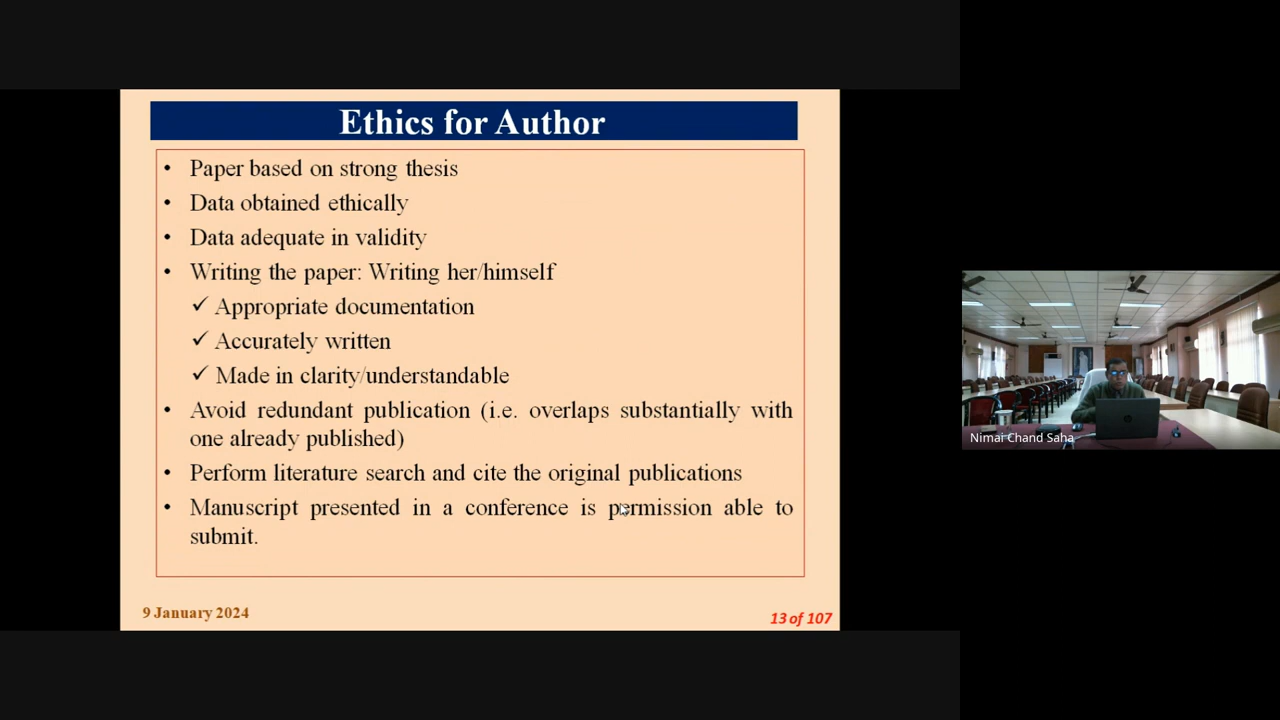 Ethics for Author
• Paper based on strong thesis
• Data obtained ethically
• Data adequate in validity
• Writing the paper: Writing her/himself
✓ Appropriate documentation
✓ Accurately written
✓ Made in clarity/understandable
• Avoid redundant publication (i.e. overlaps substantially with
one already published)
• Perform literature search and cite the original publications
• Manuscript presented in a conference is permission able to
submit.
9 January 2024
13 of 107
Nimai Chand Saha